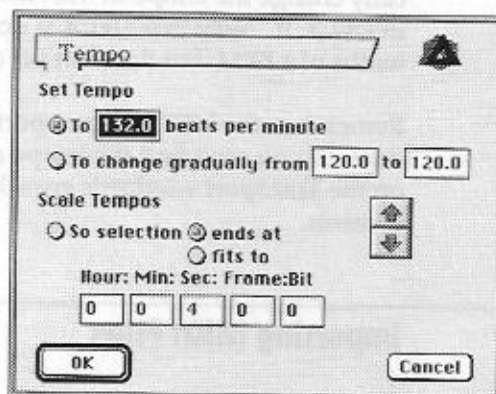 Tempo
Set Tempo
To 132.0 beats per minute
To change gradually from 120.0 to 120.0
Scale Tempos
So selection ends at
fits to
Hour: Min: Sec: Frame:Bit
0 0 4 0 0
OK Cancel